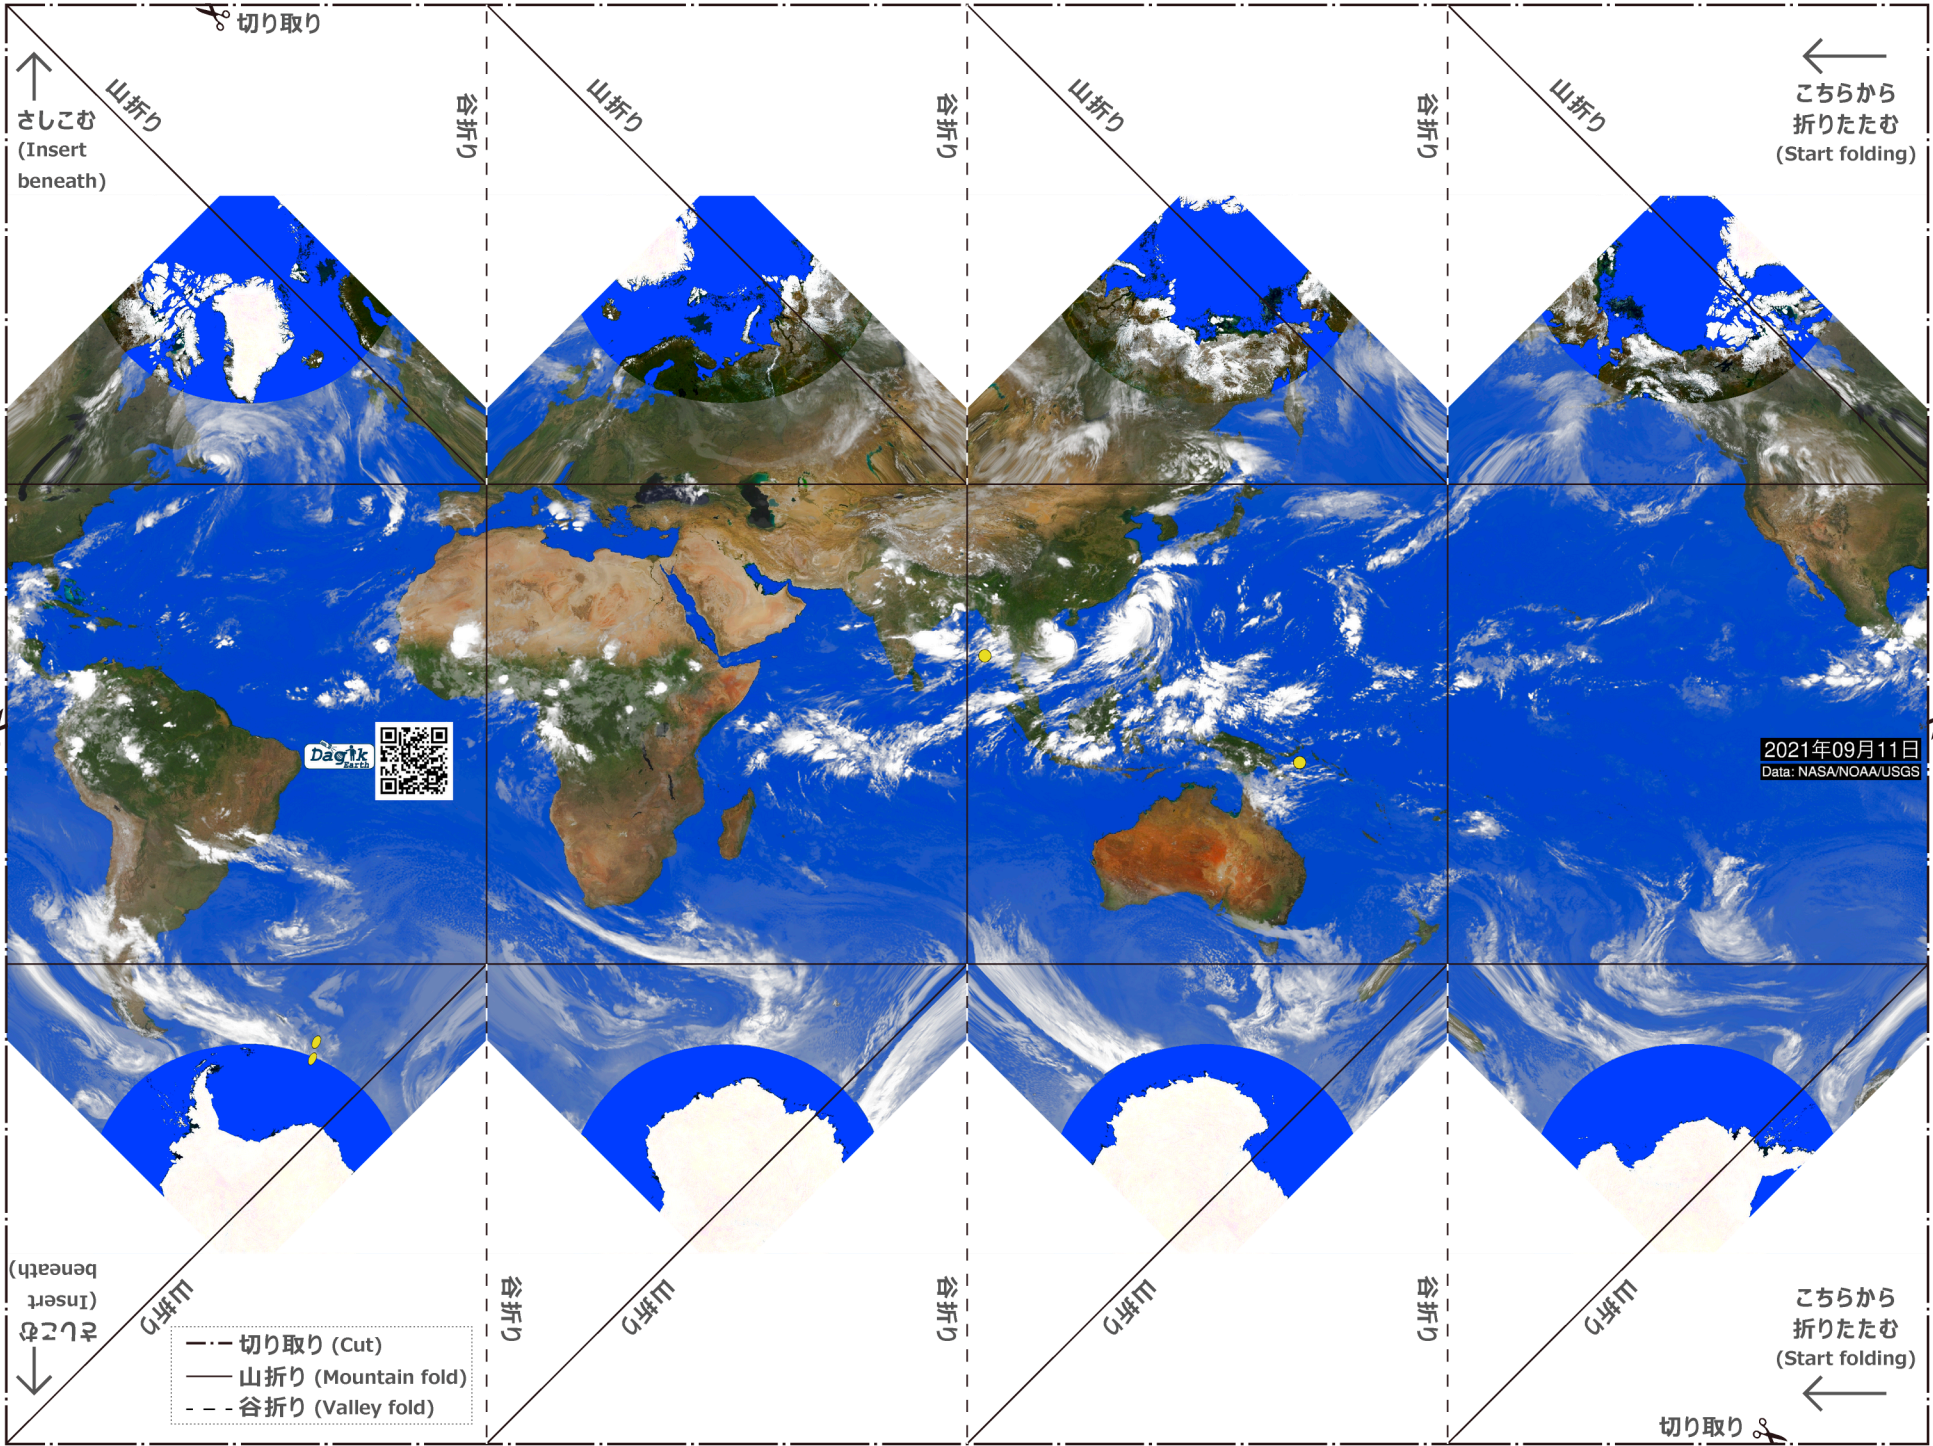 切り取り
山折り
谷折り
山折り
谷折り
山折り
谷折り
山折り
さしこむ
(Insert
beneath)
こちらから
折りたたむ
(Start folding)
Dagik
Earth
2021年09月11日
Data: NASA/NOAA/USGS
さしこむ
(Insert
beneath)
山折り
谷折り
山折り
谷折り
山折り
谷折り
山折り
こちらから
折りたたむ
(Start folding)
切り取り (Cut)
山折り (Mountain fold)
谷折り (Valley fold)
切り取り